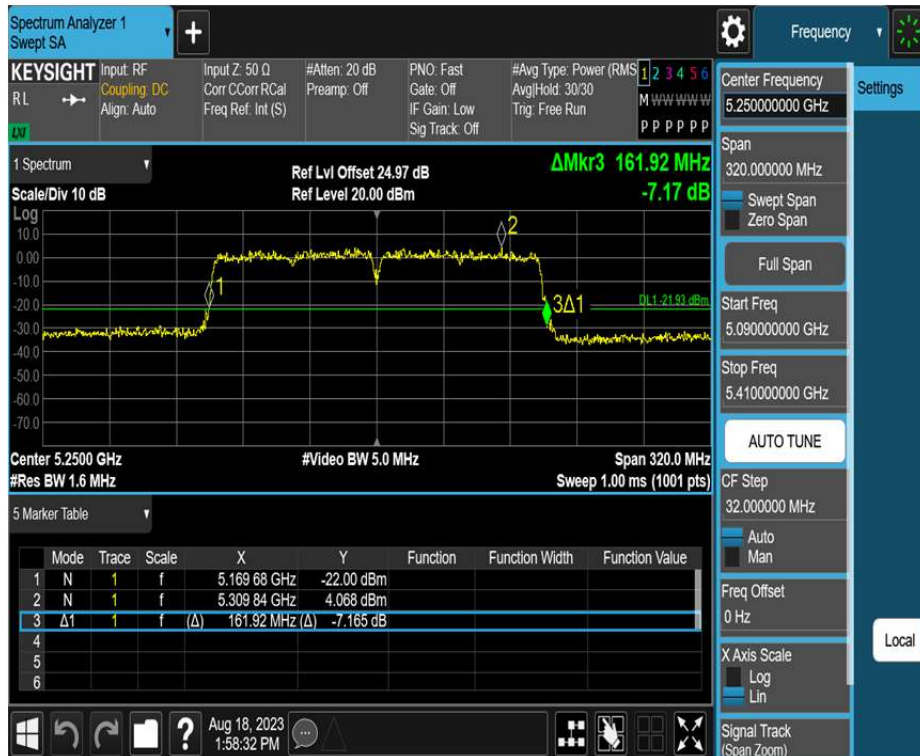 Spectrum Analyzer 1
Swept SA
+
Frequency
KEYSIGHT
RL
LXI
Input: RF
Coupling: DC
Align: Auto
Input Z: 50 Ω
Corr CCorr RCal
Freq Ref: Int (S)
#Atten: 20 dB
Preamp: Off
PNO: Fast
Gate: Off
IF Gain: Low
Sig Track: Off
#Avg Type: Power (RMS
Avg|Hold: 30/30
Trig: Free Run
1 2 3 4 5 6
M W W W W W
P P P P P P
Center Frequency
5.250000000 GHz
Settings
1 Spectrum
Scale/Div 10 dB
Ref Lvl Offset 24.97 dB
Ref Level 20.00 dBm
ΔMkr3 161.92 MHz
-7.17 dB
Span
320.000000 MHz
Swept Span
Zero Span
Full Span
Start Freq
5.090000000 GHz
Stop Freq
5.410000000 GHz
AUTO TUNE
CF Step
32.000000 MHz
Auto
Man
Freq Offset
0 Hz
X Axis Scale
Log
Lin
Signal Track
(Span Zoom)
Local
Log
10.0
0.00
-10.0
-20.0
-30.0
-40.0
-50.0
-60.0
-70.0
1
2
3Δ1
DL1 -21.93 dBm
Center 5.2500 GHz
#Video BW 5.0 MHz
Span 320.0 MHz
#Res BW 1.6 MHz
Sweep 1.00 ms (1001 pts)
5 Marker Table
Mode Trace Scale X Y Function Function Width Function Value
1 N 1 f 5.169 68 GHz -22.00 dBm
2 N 1 f 5.309 84 GHz 4.068 dBm
3 Δ1 1 f (Δ) 161.92 MHz (Δ) -7.165 dB
4
5
6
?
Aug 18, 2023
1:58:32 PM